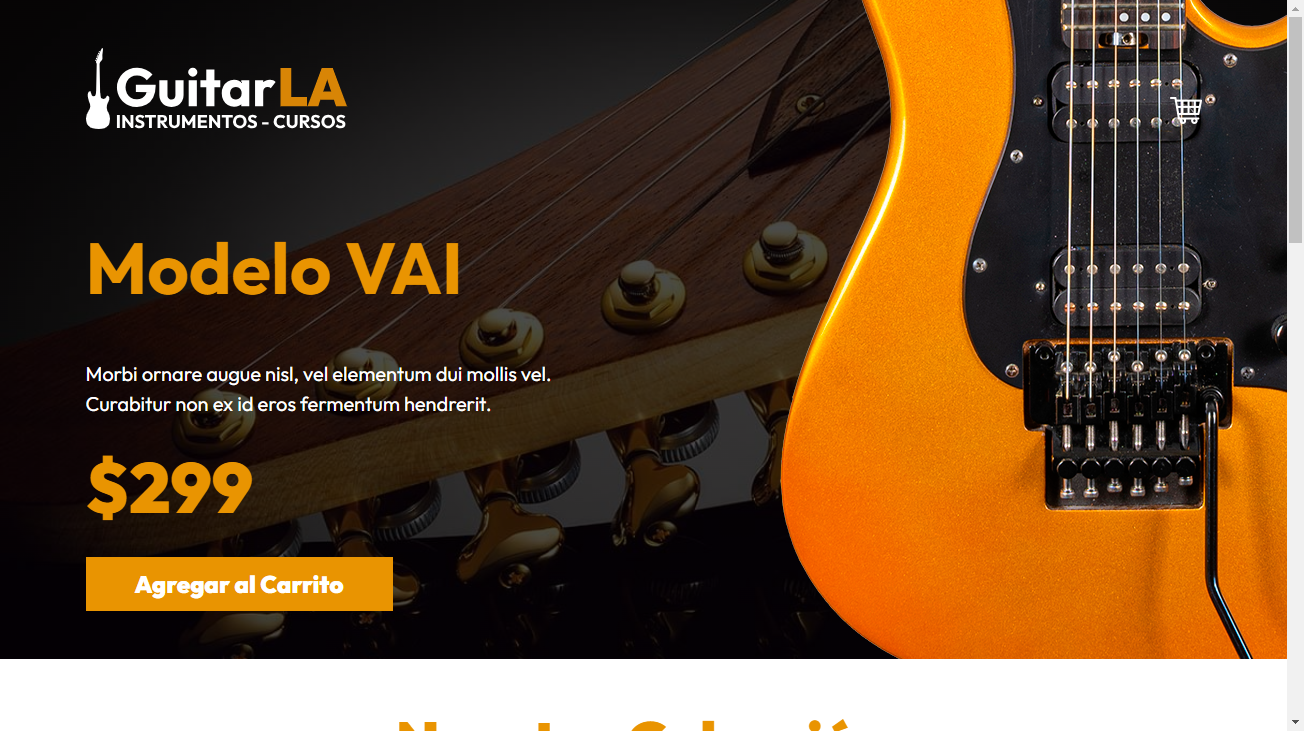 GuitarLA
INSTRUMENTOS - CURSOS
Modelo VAI
Morbi ornare augue nisl, vel elementum dui mollis vel.
Curabitur non ex id eros fermentum hendrerit.
$299
Agregar al Carrito